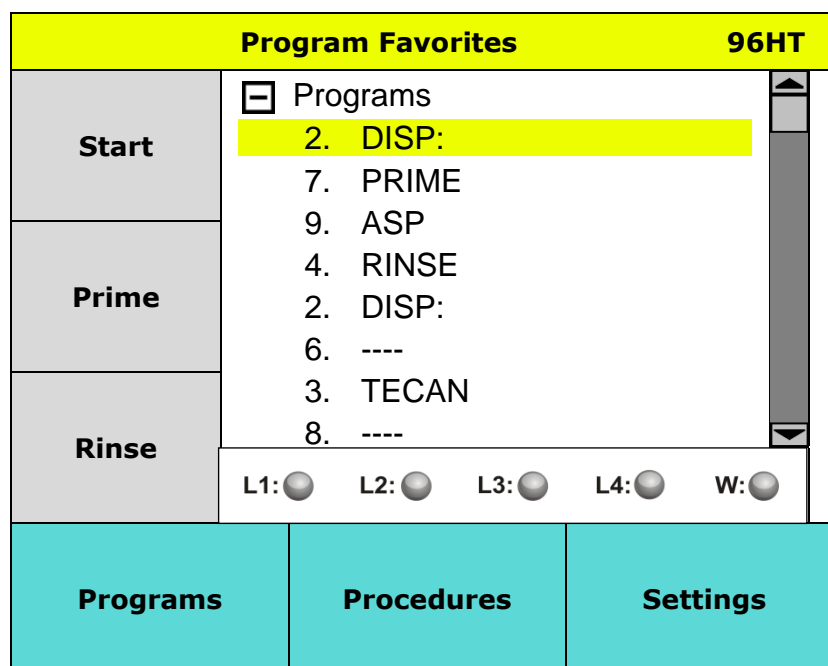 Program Favorites 96HT
Start
Prime
Rinse
Programs
2. DISP:
7. PRIME
9. ASP
4. RINSE
2. DISP:
6. ----
3. TECAN
8. ----
L1: L2: L3: L4: W:
Programs Procedures Settings